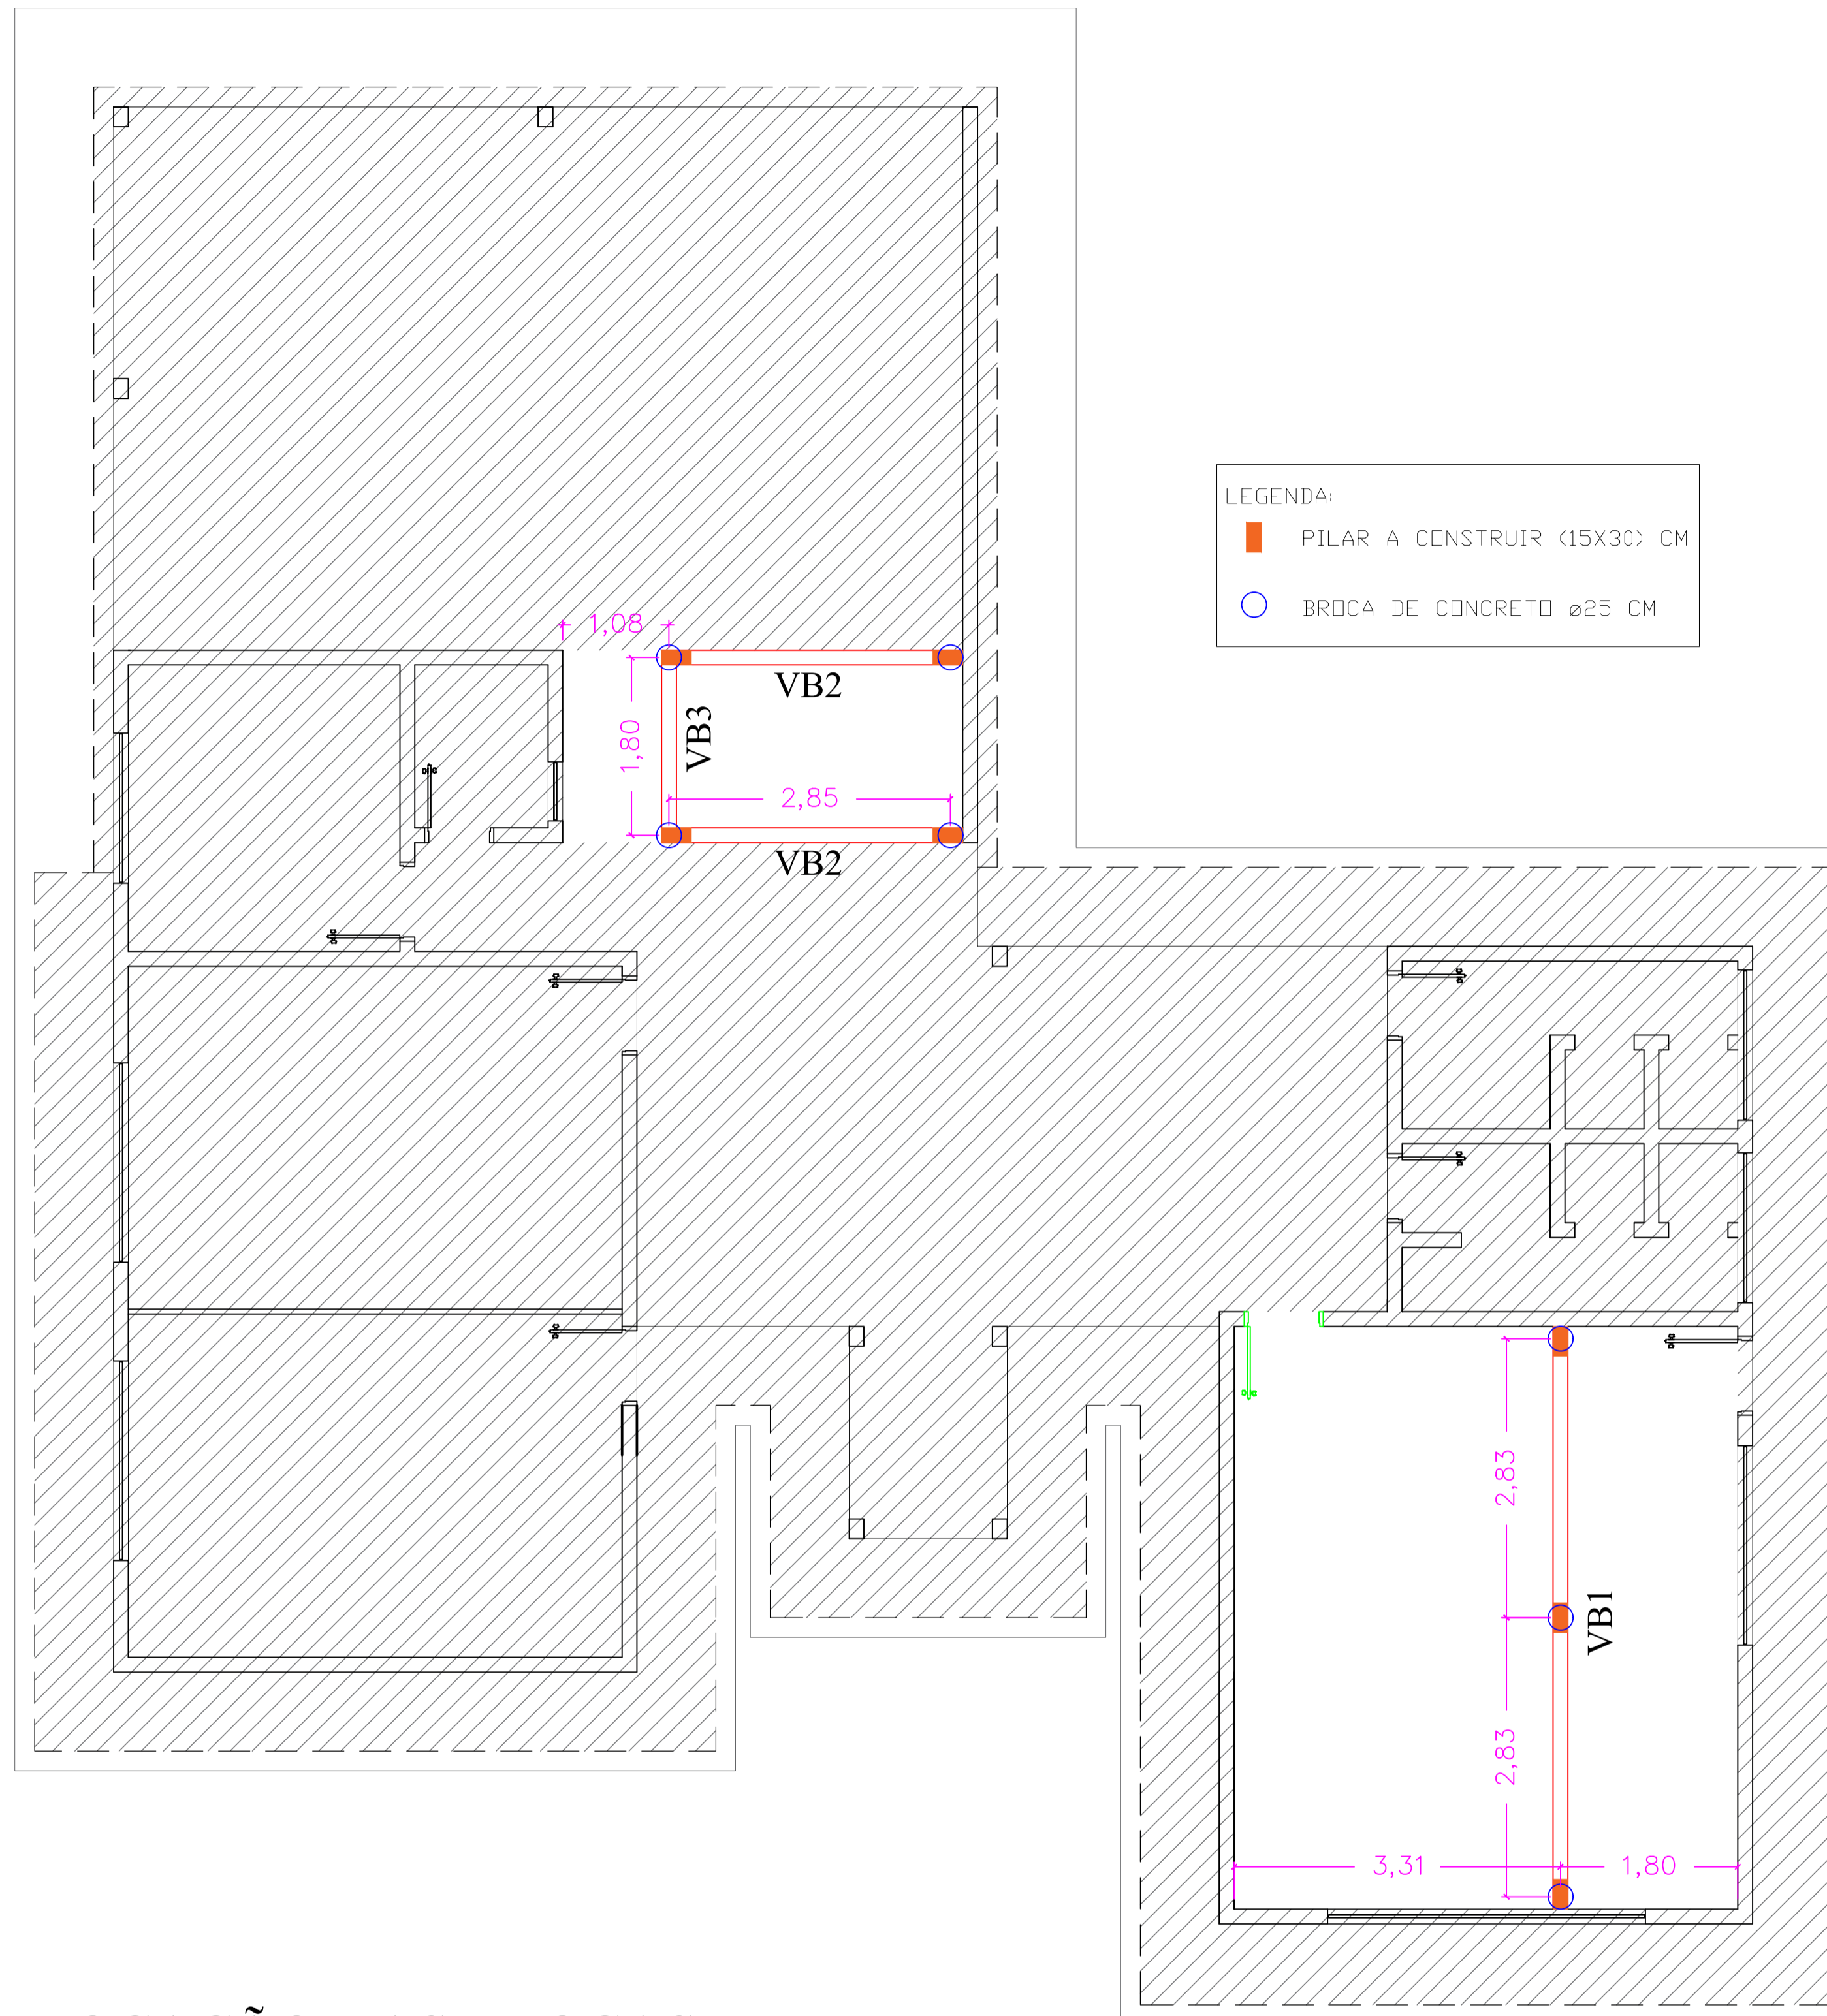 LEGENDA:
PILAR A CONSTRUIR (15X30) CM
BROCA DE CONCRETO ø25 CM
1,08
VB2
VB3
1,80
2,85
VB2
2,83
VB1
2,83
3,31
1,80